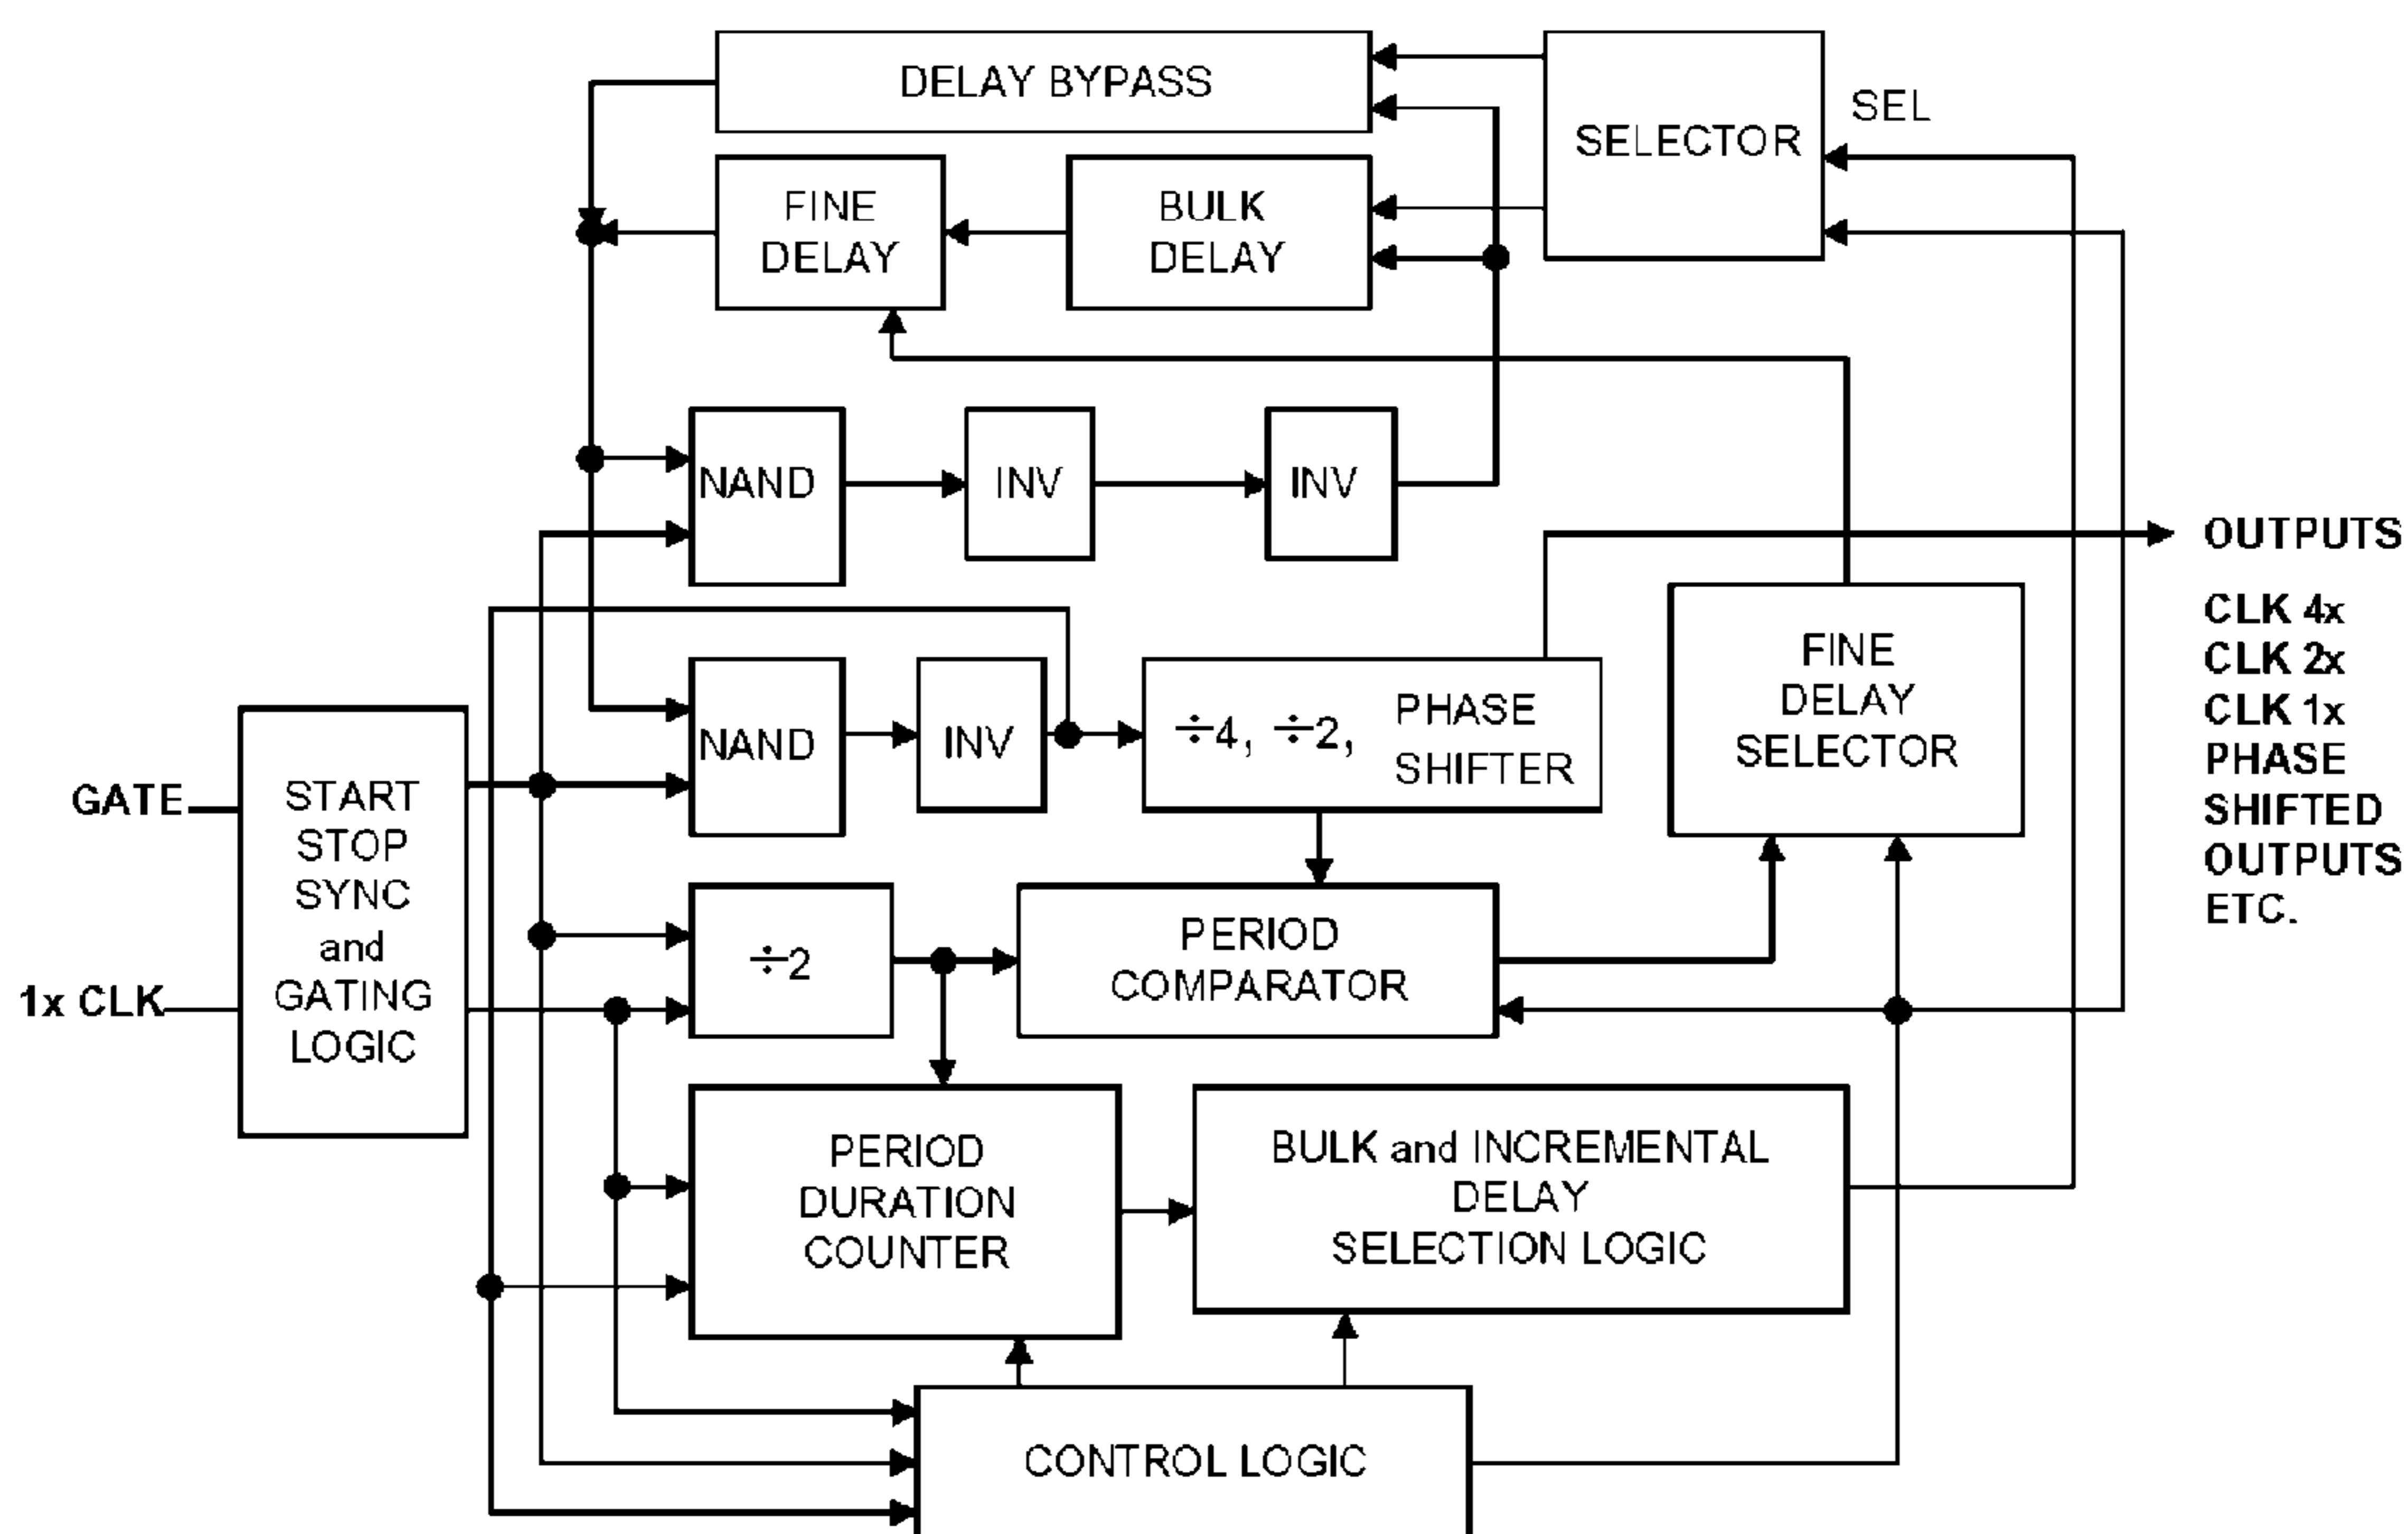 DELAY BYPASS
SELECTOR
SEL
FINE
DELAY
BULK
DELAY
NAND
INV
INV
OUTPUTS
CLK 4x
CLK 2x
CLK 1x
PHASE
SHIFTED
OUTPUTS
ETC.
FINE
DELAY
SELECTOR
NAND
INV
÷4, ÷2,
PHASE
SHIFTER
GATE
1x CLK
START
STOP
SYNC
and
GATING
LOGIC
÷2
PERIOD
COMPARATOR
PERIOD
DURATION
COUNTER
BULK and INCREMENTAL
DELAY
SELECTION LOGIC
CONTROL LOGIC